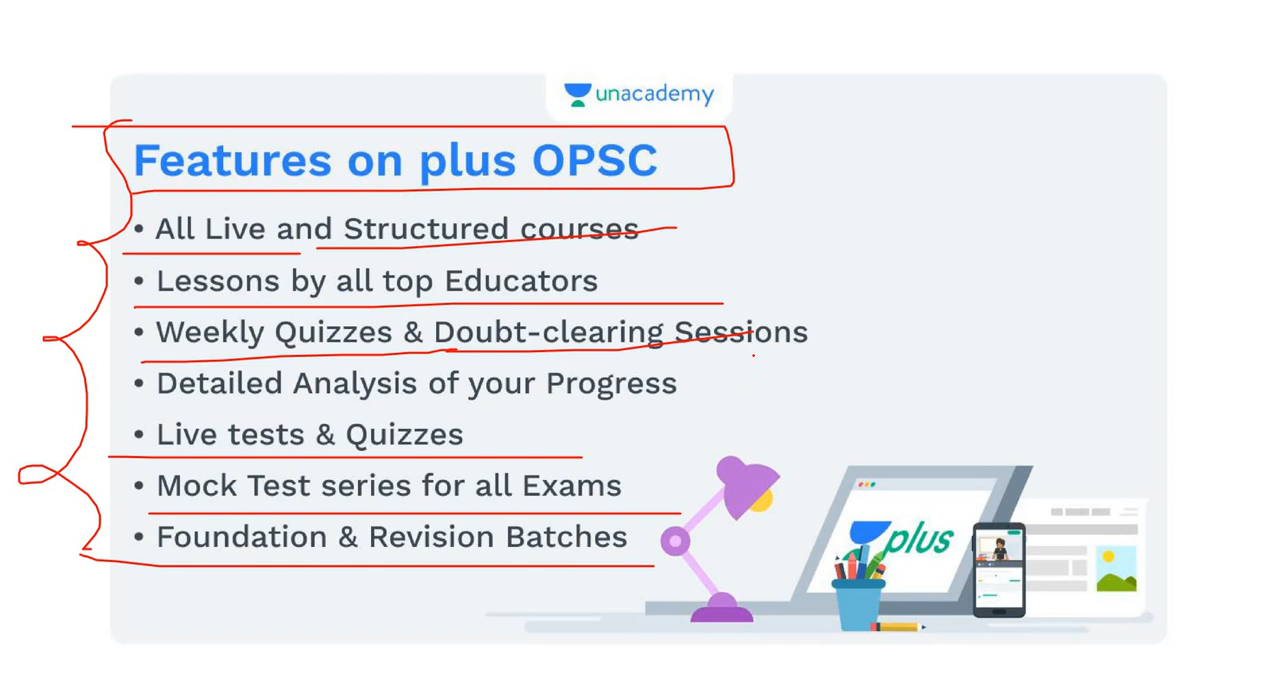 unacademy
Features on plus OPSC
• All Live and Structured courses
• Lessons by all top Educators
• Weekly Quizzes & Doubt-clearing Sessions
• Detailed Analysis of your Progress
• Live tests & Quizzes
• Mock Test series for all Exams
• Foundation & Revision Batches
plus